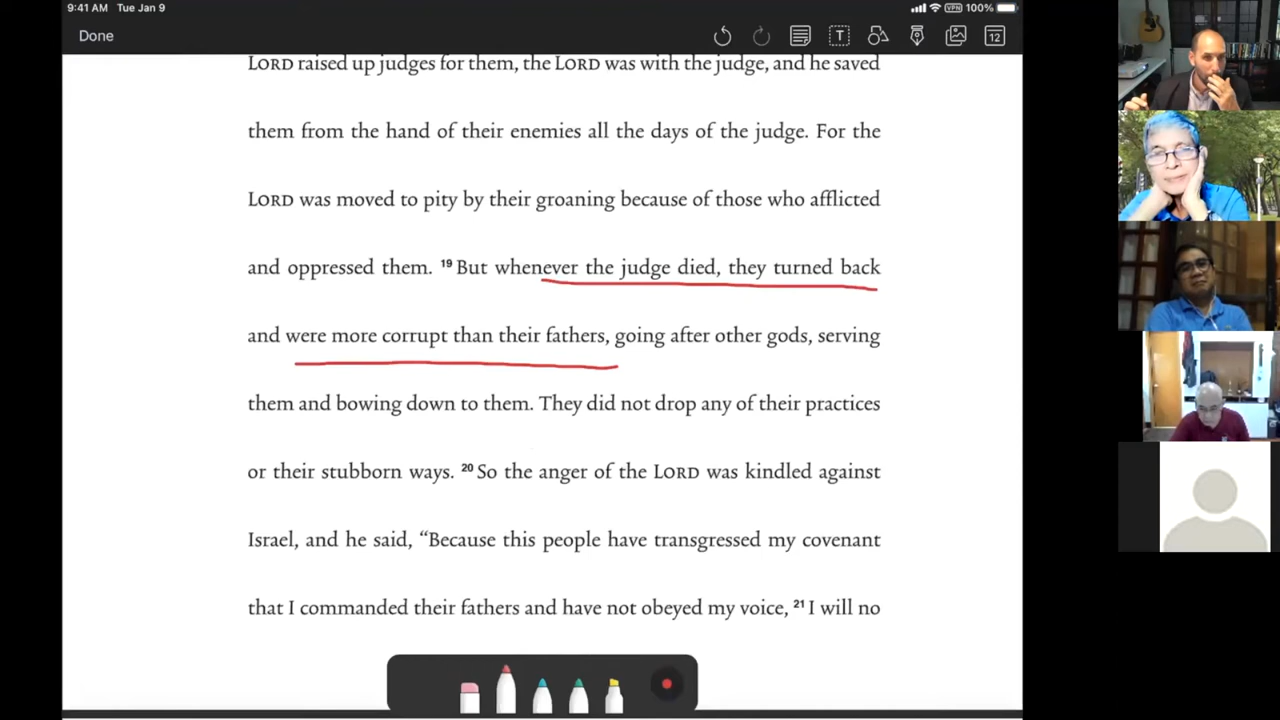 9:41 AM Tue Jan 9 VPN 100%
Done T 12
LORD raised up judges for them, the LORD was with the judge, and he saved
them from the hand of their enemies all the days of the judge. For the
LORD was moved to pity by their groaning because of those who afflicted
and oppressed them. 19 But whenever the judge died, they turned back
and were more corrupt than their fathers, going after other gods, serving
them and bowing down to them. They did not drop any of their practices
or their stubborn ways. 20 So the anger of the LORD was kindled against
Israel, and he said, “Because this people have transgressed my covenant
that I commanded their fathers and have not obeyed my voice, 21 I will no